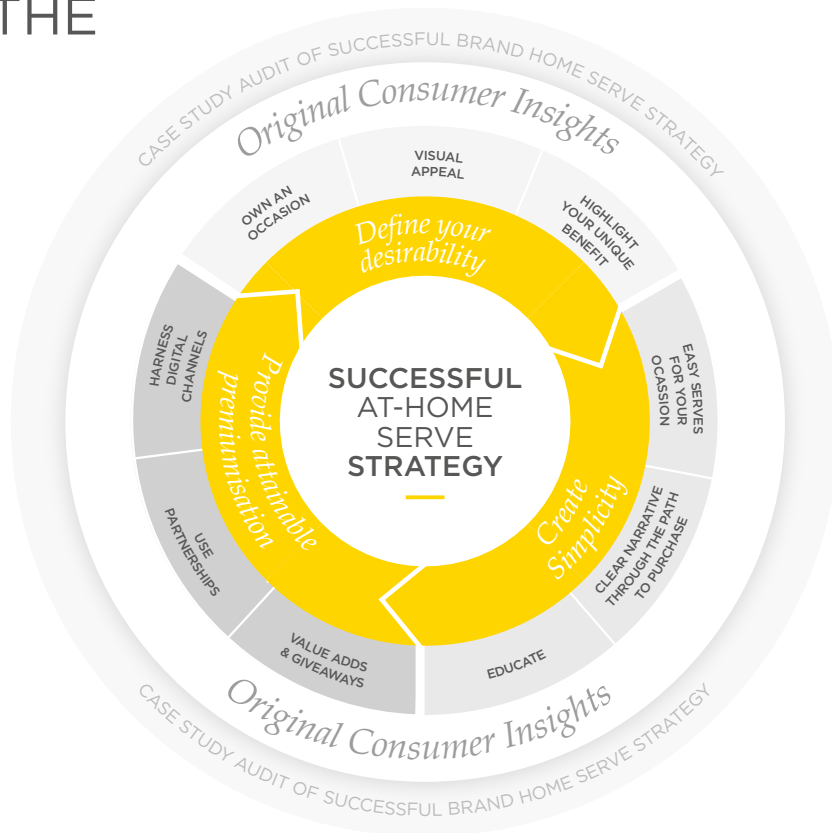 THE
CASE STUDY AUDIT OF SUCCESSFUL BRAND HOME SERVE STRATEGY
Original Consumer Insights
OWN AN
OCCASION
VISUAL
APPEAL
HIGHLIGHT
YOUR UNIQUE
BENEFIT
Define your
desirability
HARNESS
DIGITAL
CHANNELS
EASY SERVES
FOR YOUR
OCASSION
Provide attainable
premiumisation
SUCCESSFUL
AT-HOME
SERVE
STRATEGY
Create
Simplicity
CLEAR NARRATIVE
THROUGH THE PATH
TO PURCHASE
USE
PARTNERSHIPS
VALUE ADDS
& GIVEAWAYS
EDUCATE
Original Consumer Insights
CASE STUDY AUDIT OF SUCCESSFUL BRAND HOME SERVE STRATEGY